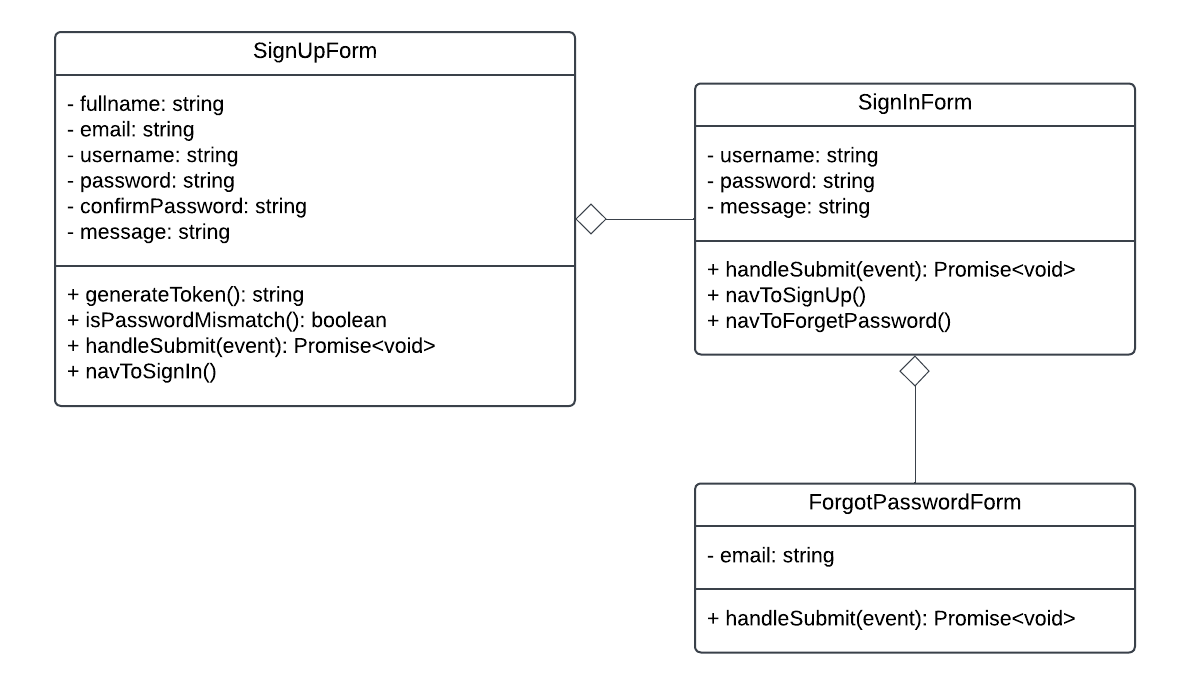 SignUpForm
- fullname: string
- email: string
- username: string
- password: string
- confirmPassword: string
- message: string
+ generateToken(): string
+ isPasswordMismatch(): boolean
+ handleSubmit(event): Promise<void>
+ navToSignIn()
SignInForm
- username: string
- password: string
- message: string
+ handleSubmit(event): Promise<void>
+ navToSignUp()
+ navToForgetPassword()
ForgotPasswordForm
- email: string
+ handleSubmit(event): Promise<void>